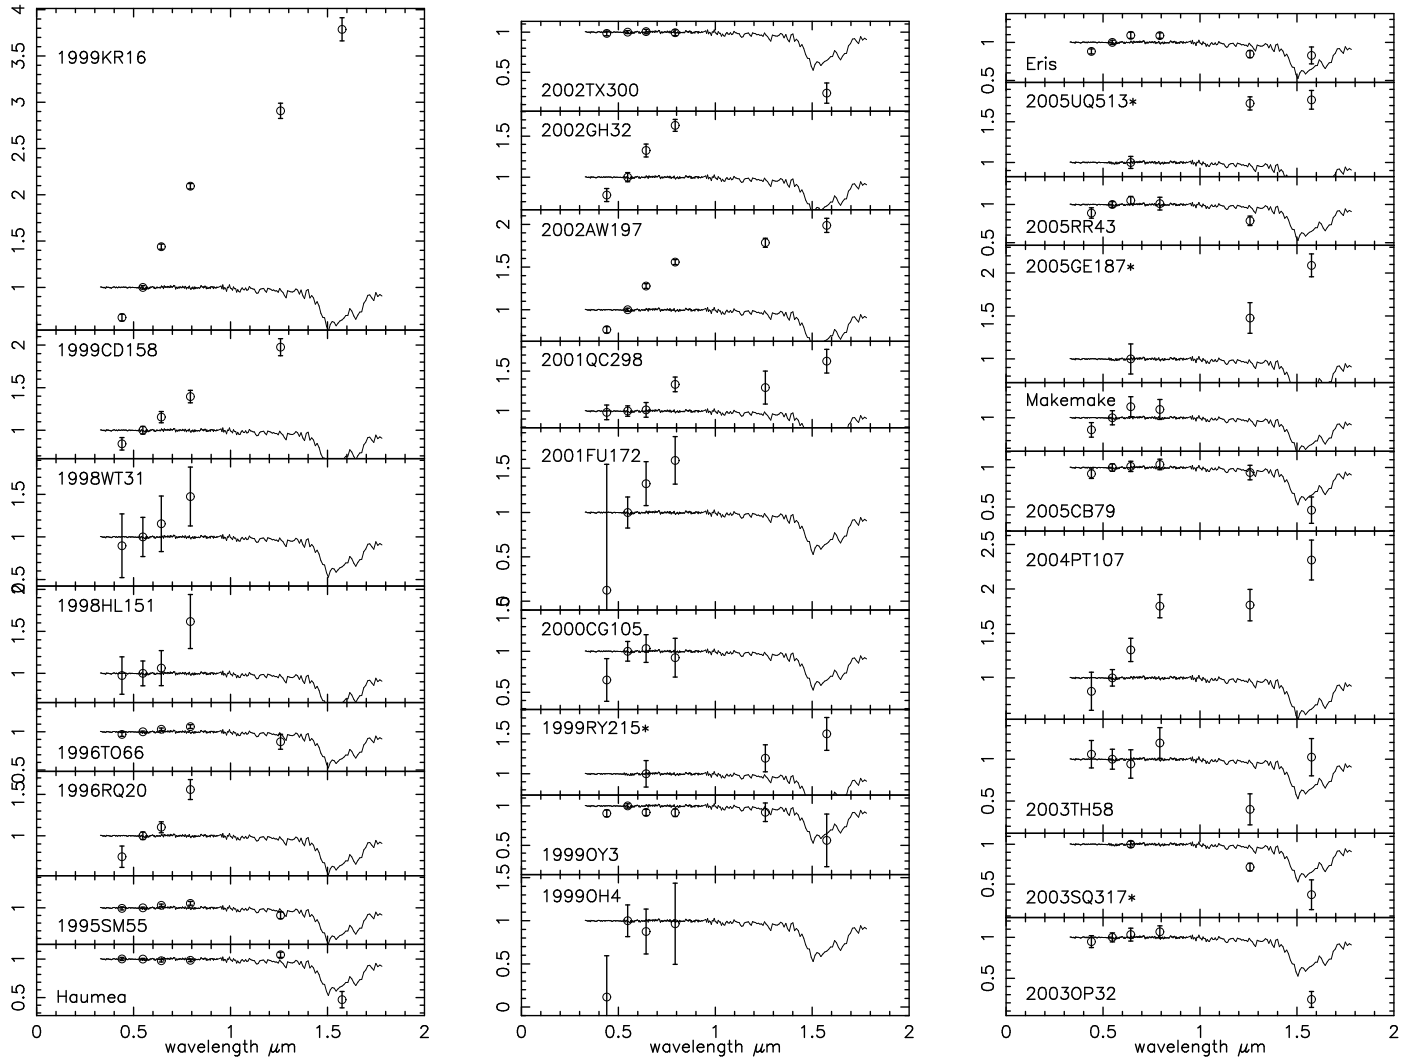 4
3.5
1999KR16
3
2.5
2
1.5
1
2
1999CD158
1.5
1
1998WT31
1
0.5
2
1998HL151
1.5
1
1
1996TO66
0.5
1.5
1996RQ20
1
1
1995SM55
1
0.5
Haumea
0 0.5 1 1.5 2
wavelength μm
1
0.5
2002TX300
1.5
2002GH32
1
2
2002AW197
1.5
1
2001QC298
1.5
1
2001FU172
1.5
1
0.5
0
1.5
2000CG105
1
0.5
1999RY215*
1.5
1
1
0.5
1999OY3
1.5
1999OH4
1
0.5
0
0 0.5 1 1.5 2
wavelength μm
1
Eris
0.5
2005UQ513*
1.5
1
1
2005RR43
0.5
2005GE187*
2
1.5
1
Makemake
1
1
0.5
2005CB79
2.5
2004PT107
2
1.5
1
1
0.5
2003TH58
1
0.5
2003SQ317*
1
0.5
2003OP32
0 0.5 1 1.5 2
wavelength μm